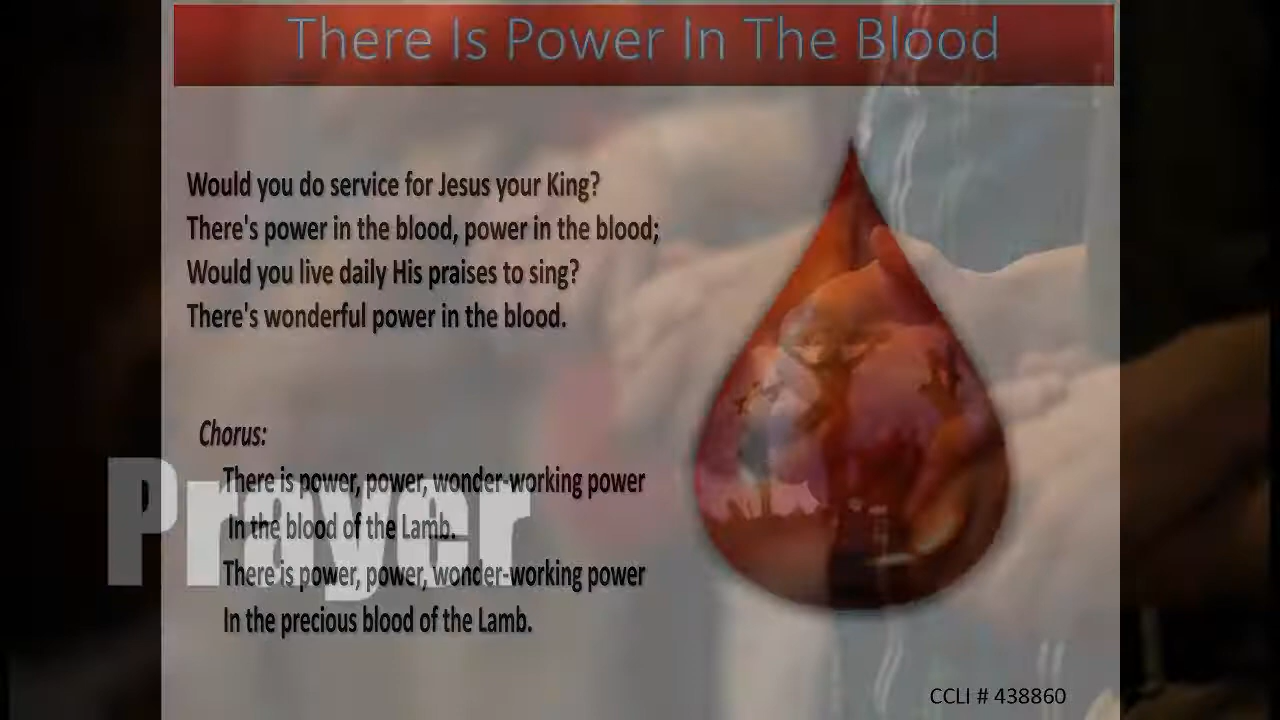 There Is Power In The Blood
Would you do service for Jesus your King?
There's power in the blood, power in the blood;
Would you live daily His praises to sing?
There's wonderful power in the blood.
Chorus:
There is power, power, wonder-working power
In the blood of the Lamb.
There is power, power, wonder-working power
In the precious blood of the Lamb.
Prayer
CCLI # 438860